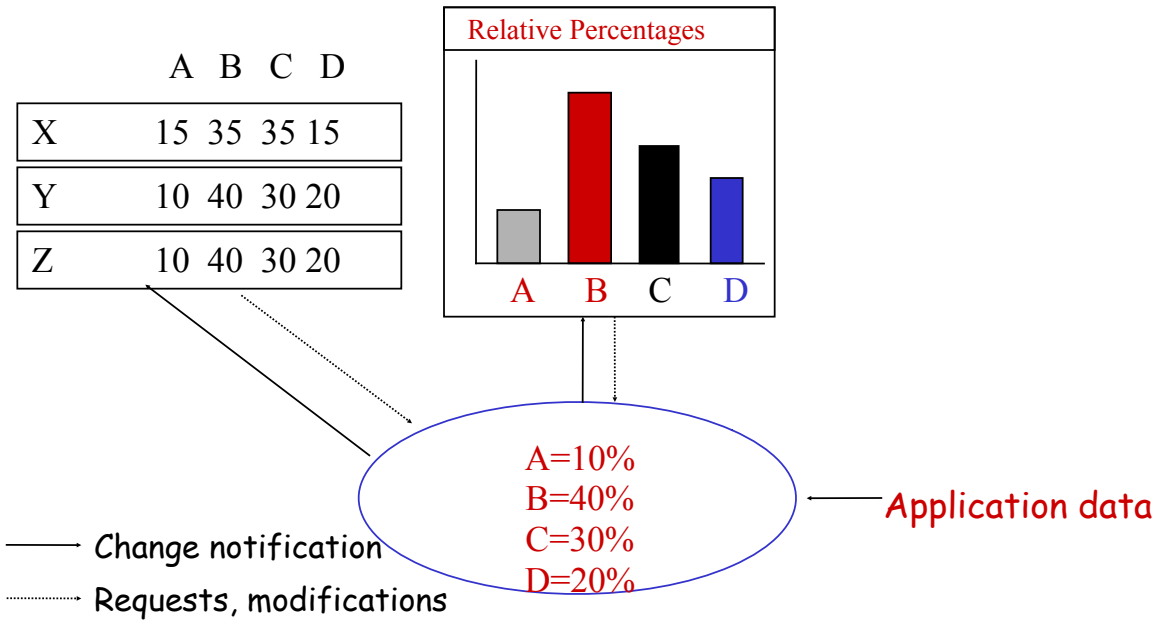 A B C D
X 15 35 35 15
Y 10 40 30 20
Z 10 40 30 20
Relative Percentages
A B C D
A=10%
B=40%
C=30%
D=20%
Application data
Change notification
Requests, modifications